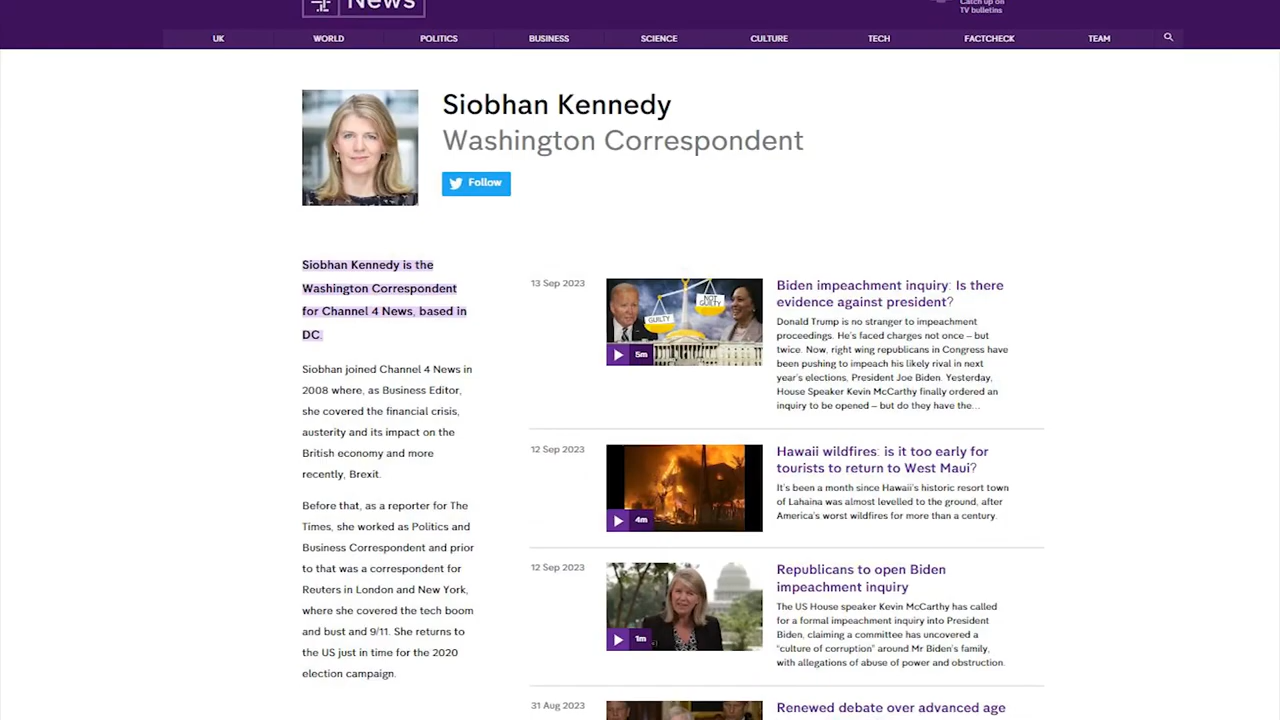 News
Catch up on
TV bulletins
UK
WORLD
POLITICS
BUSINESS
SCIENCE
CULTURE
TECH
FACTCHECK
TEAM
Siobhan Kennedy
Washington Correspondent
Follow
Siobhan Kennedy is the
Washington Correspondent
for Channel 4 News, based in
DC.
Siobhan joined Channel 4 News in
2008 where, as Business Editor,
she covered the financial crisis,
austerity and its impact on the
British economy and more
recently, Brexit.
Before that, as a reporter for The
Times, she worked as Politics and
Business Correspondent and prior
to that was a correspondent for
Reuters in London and New York,
where she covered the tech boom
and bust and 9/11. She returns to
the US just in time for the 2020
election campaign.
13 Sep 2023
GUILTY
NOT
GUILTY
5m
Biden impeachment inquiry: Is there
evidence against president?
Donald Trump is no stranger to impeachment
proceedings. He's faced charges not once – but
twice. Now, right wing republicans in Congress have
been pushing to impeach his likely rival in next
year's elections, President Joe Biden. Yesterday,
House Speaker Kevin McCarthy finally ordered an
inquiry to be opened – but do they have the...
12 Sep 2023
4m
Hawaii wildfires: is it too early for
tourists to return to West Maui?
It's been a month since Hawaii's historic resort town
of Lahaina was almost levelled to the ground, after
America's worst wildfires for more than a century.
12 Sep 2023
1m
Republicans to open Biden
impeachment inquiry
The US House speaker Kevin McCarthy has called
for a formal impeachment inquiry into President
Biden, claiming a committee has uncovered a
"culture of corruption" around Mr Biden's family,
with allegations of abuse of power and obstruction.
31 Aug 2023
Renewed debate over advanced age